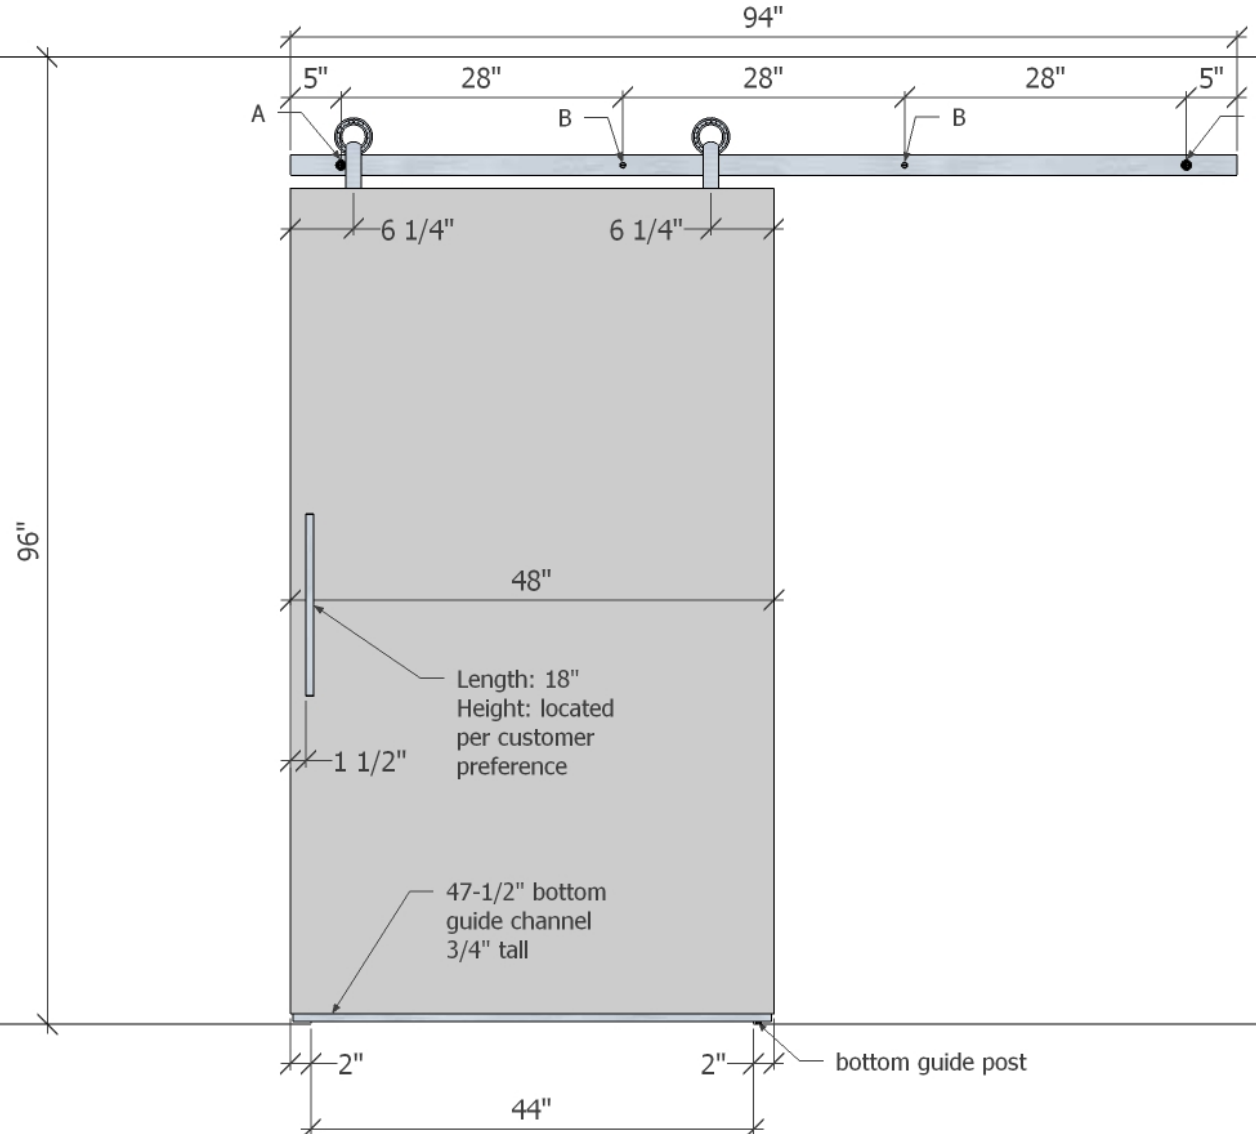 94"
5"
28"
28"
28"
5"
A
B
B
6 1/4"
6 1/4"
96"
48"
Length: 18"
Height: located
per customer
preference
1 1/2"
47-1/2" bottom
guide channel
3/4" tall
2"
2"
bottom guide post
44"